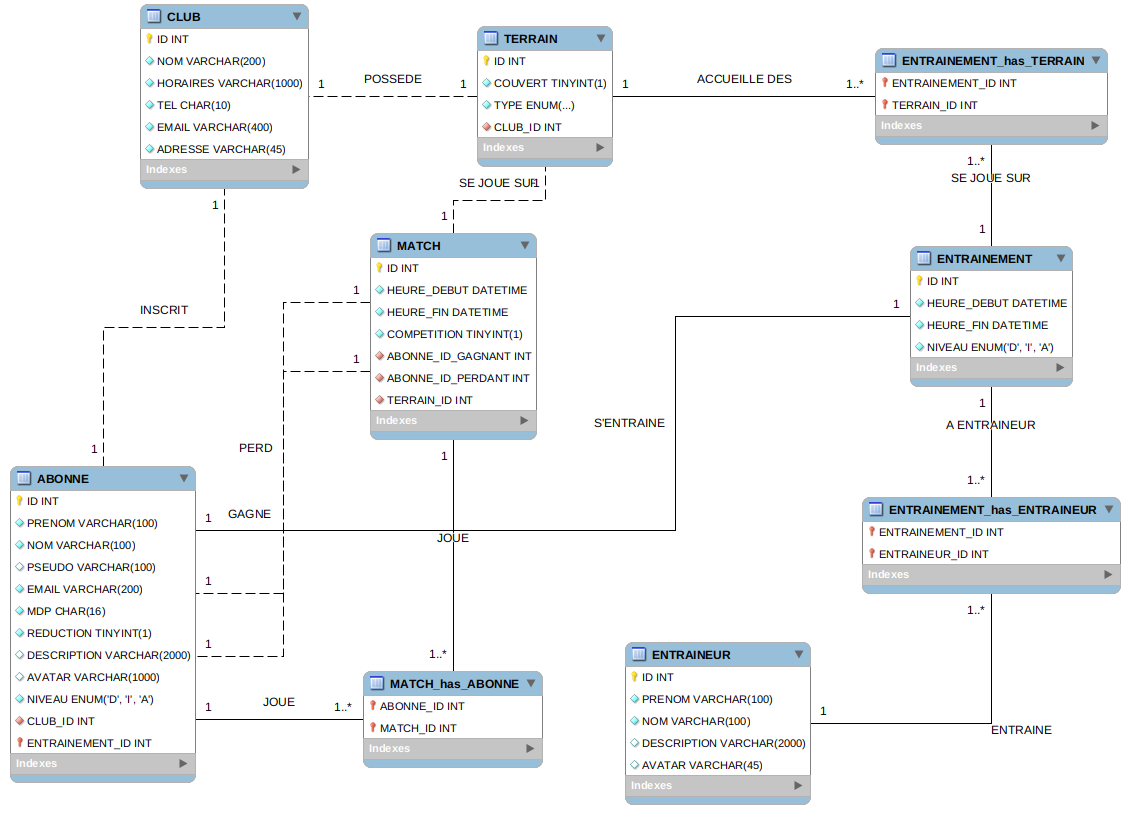 CLUB
ID INT
NOM VARCHAR(200)
HORAIRES VARCHAR(1000)
TEL CHAR(10)
EMAIL VARCHAR(400)
ADRESSE VARCHAR(45)
Indexes
1
POSSEDE
1
TERRAIN
ID INT
COUVERT TINYINT(1)
TYPE ENUM(...)
CLUB_ID INT
Indexes
1
ACCUEILLE DES
1..*
ENTRAINEMENT_has_TERRAIN
ENTRAINEMENT_ID INT
TERRAIN_ID INT
Indexes
1..*
SE JOUE SUR
1
SE JOUE SUR
1
1
1
INSCRIT
1
MATCH
ID INT
HEURE_DEBUT DATETIME
HEURE_FIN DATETIME
COMPETITION TINYINT(1)
ABONNE_ID_GAGNANT INT
ABONNE_ID_PERDANT INT
TERRAIN_ID INT
Indexes
1
1
1
ENTRAINEMENT
ID INT
HEURE_DEBUT DATETIME
HEURE_FIN DATETIME
NIVEAU ENUM('D', 'I', 'A')
Indexes
1
S'ENTRAINE
1
A ENTRAINEUR
1..*
PERD
GAGNE
JOUE
ABONNE
ID INT
PRENOM VARCHAR(100)
NOM VARCHAR(100)
PSEUDO VARCHAR(100)
EMAIL VARCHAR(200)
MDP CHAR(16)
REDUCTION TINYINT(1)
DESCRIPTION VARCHAR(2000)
AVATAR VARCHAR(1000)
NIVEAU ENUM('D', 'I', 'A')
CLUB_ID INT
ENTRAINEMENT_ID INT
Indexes
1
1
1
1
JOUE
1..*
1..*
MATCH_has_ABONNE
ABONNE_ID INT
MATCH_ID INT
Indexes
ENTRAINEMENT_has_ENTRAINEUR
ENTRAINEMENT_ID INT
ENTRAINEUR_ID INT
Indexes
1..*
ENTRAINEUR
ID INT
PRENOM VARCHAR(100)
NOM VARCHAR(100)
DESCRIPTION VARCHAR(2000)
AVATAR VARCHAR(45)
Indexes
1
ENTRAINE